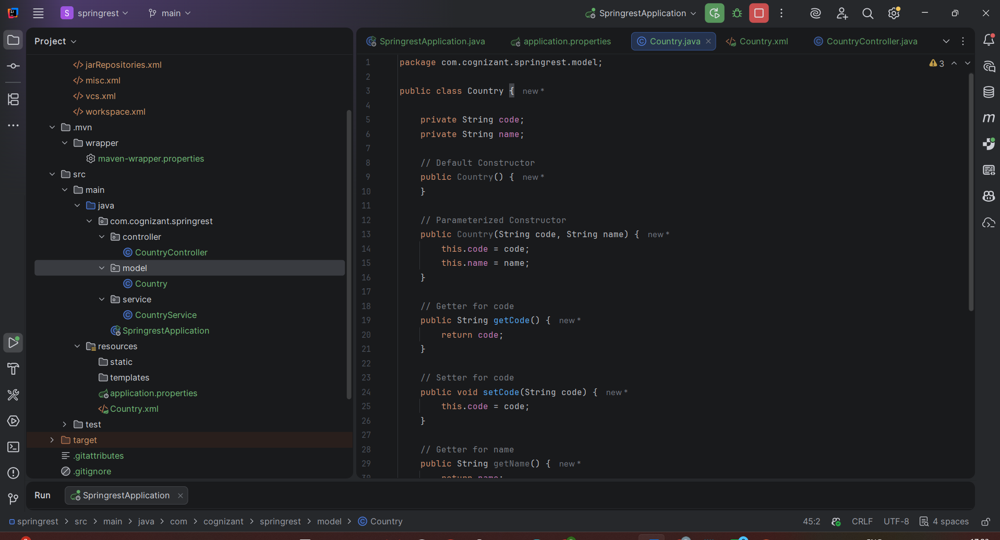 S springrest main SpringrestApplication
Project
jarRepositories.xml
misc.xml
vcs.xml
workspace.xml
.mvn
wrapper
maven-wrapper.properties
src
main
java
com.cognizant.springrest
controller
CountryController
model
Country
service
CountryService
SpringrestApplication
resources
static
templates
application.properties
Country.xml
test
target
.gitattributes
.gitignore
SpringrestApplication.java application.properties Country.java Country.xml CountryController.java
3
1 package com.cognizant.springrest.model;
2
3 public class Country { new *
4
5 private String code;
6 private String name;
7
8 // Default Constructor
9 public Country() { new *
10 }
11
12 // Parameterized Constructor
13 public Country(String code, String name) { new *
14 this.code = code;
15 this.name = name;
16 }
17
18 // Getter for code
19 public String getCode() { new *
20 return code;
21 }
22
23 // Setter for code
24 public void setCode(String code) { new *
25 this.code = code;
26 }
27
28 // Getter for name
29 public String getName() { new *
30 return name;
Run SpringrestApplication
springrest > src > main > java > com > cognizant > springrest > model > Country
45:2 CRLF UTF-8 4 spaces